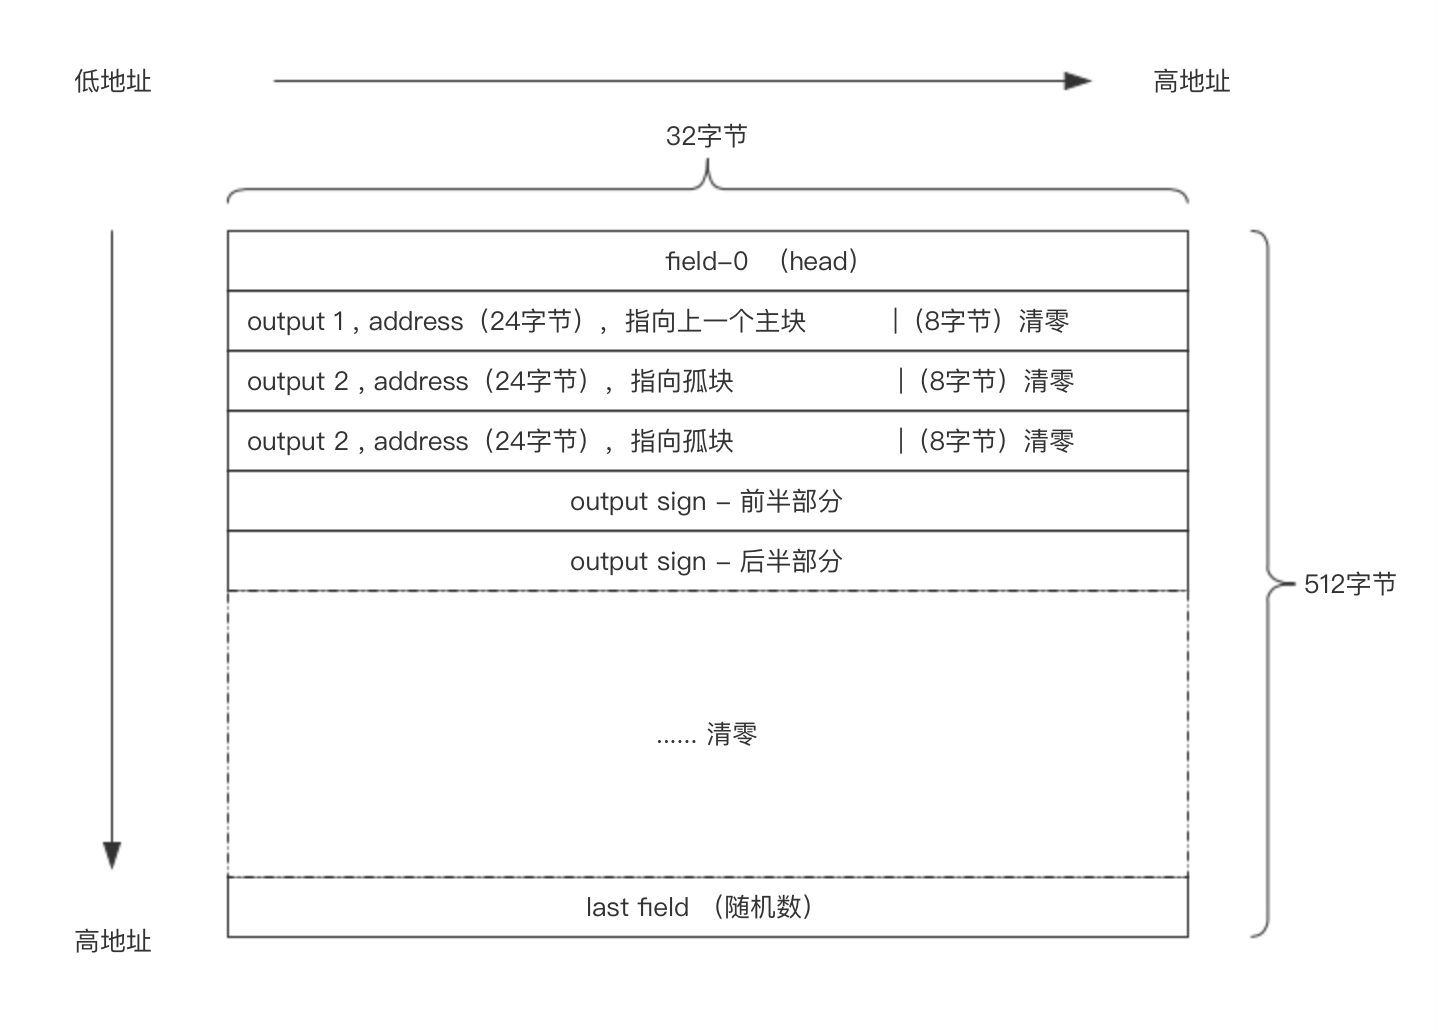 低地址
高地址
32字节
field-0 （head）
output 1 , address（24字节）, 指向上一个主块 |（8字节）清零
output 2 , address（24字节）, 指向孤块 |（8字节）清零
output 2 , address（24字节）, 指向孤块 |（8字节）清零
output sign - 前半部分
output sign - 后半部分
512字节
...... 清零
last field （随机数）
高地址